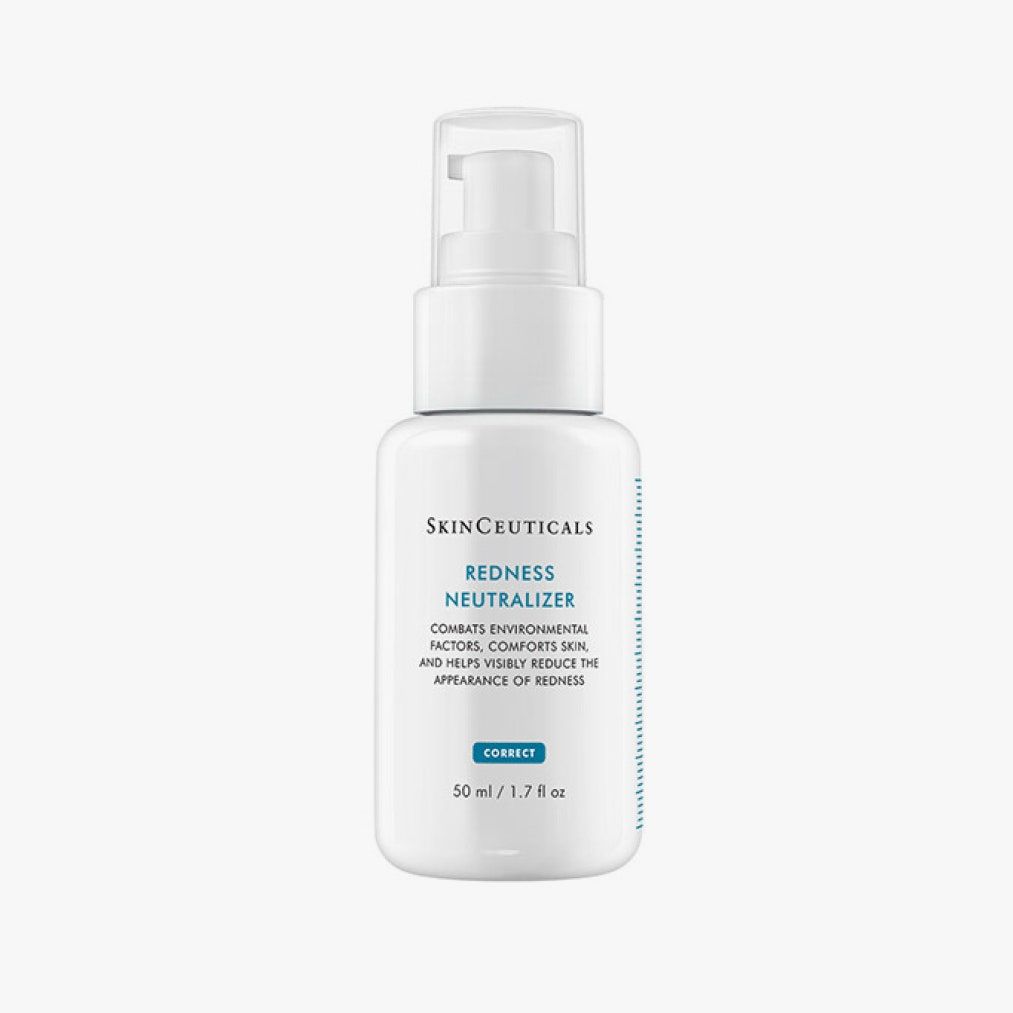 SKINCEUTICALS
REDNESS
NEUTRALIZER
COMBATS ENVIRONMENTAL
FACTORS, COMFORTS SKIN,
AND HELPS VISIBLY REDUCE THE
APPEARANCE OF REDNESS
CORRECT
50 ml / 1.7 fl oz